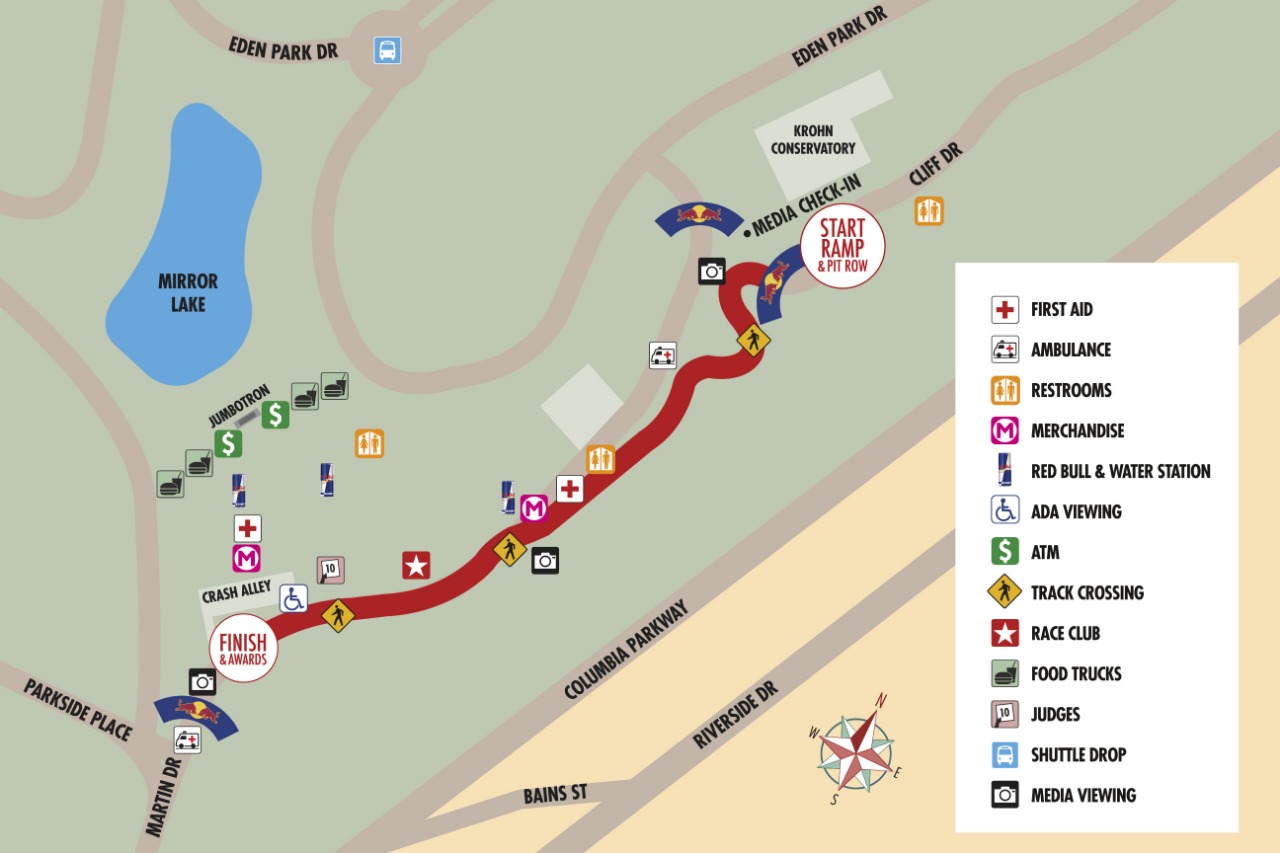 EDEN PARK DR
EDEN PARK DR
KROHN
CONSERVATORY
CLIFF DR
MEDIA CHECK-IN
START
RAMP
& PIT ROW
MIRROR
LAKE
JUMBOTRON
$
$
M
M
10
CRASH ALLEY
FINISH
& AWARDS
PARKSIDE PLACE
MARTIN DR
COLUMBIA PARKWAY
RIVERSIDE DR
BAINS ST
N
W
E
S
FIRST AID
AMBULANCE
RESTROOMS
M MERCHANDISE
RED BULL & WATER STATION
ADA VIEWING
$ ATM
TRACK CROSSING
RACE CLUB
FOOD TRUCKS
10 JUDGES
SHUTTLE DROP
MEDIA VIEWING